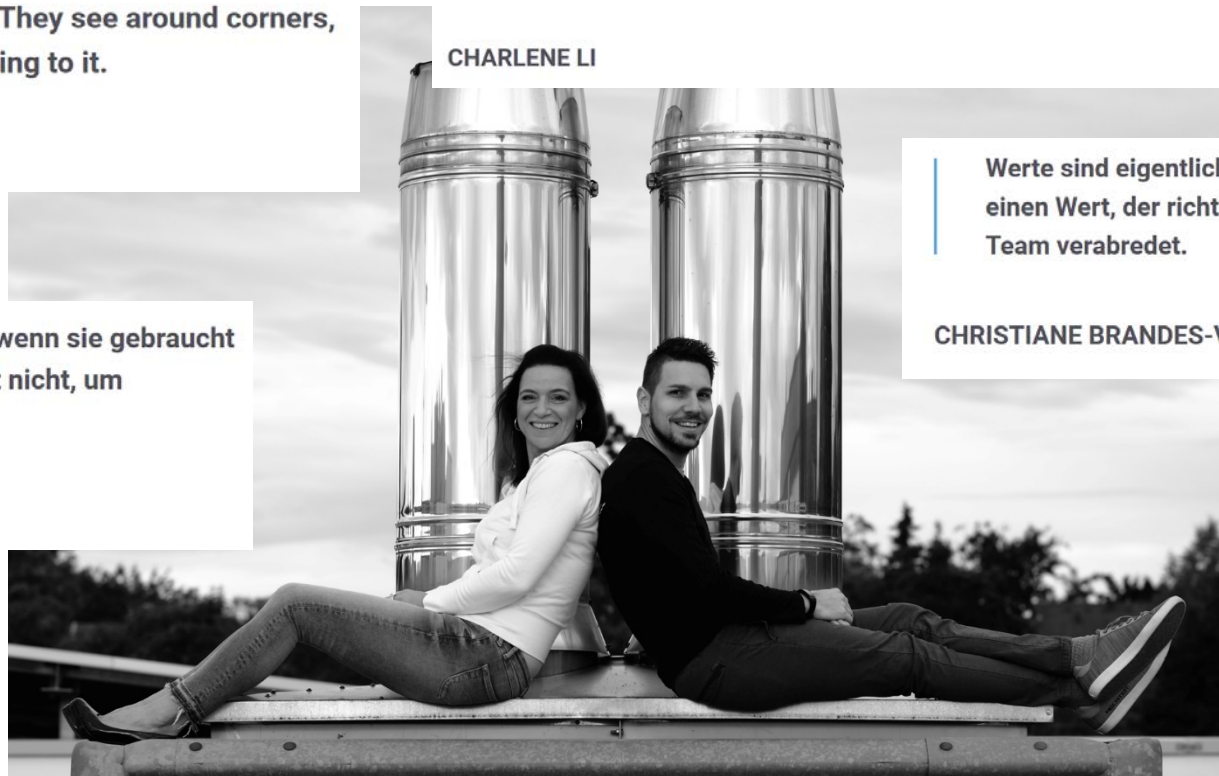 They see around corners,
ing to it.
CHARLENE LI
Werte sind eigentlich
einen Wert, der richt
Team verabredet.
CHRISTIANE BRANDES-
wenn sie gebraucht
nicht, um